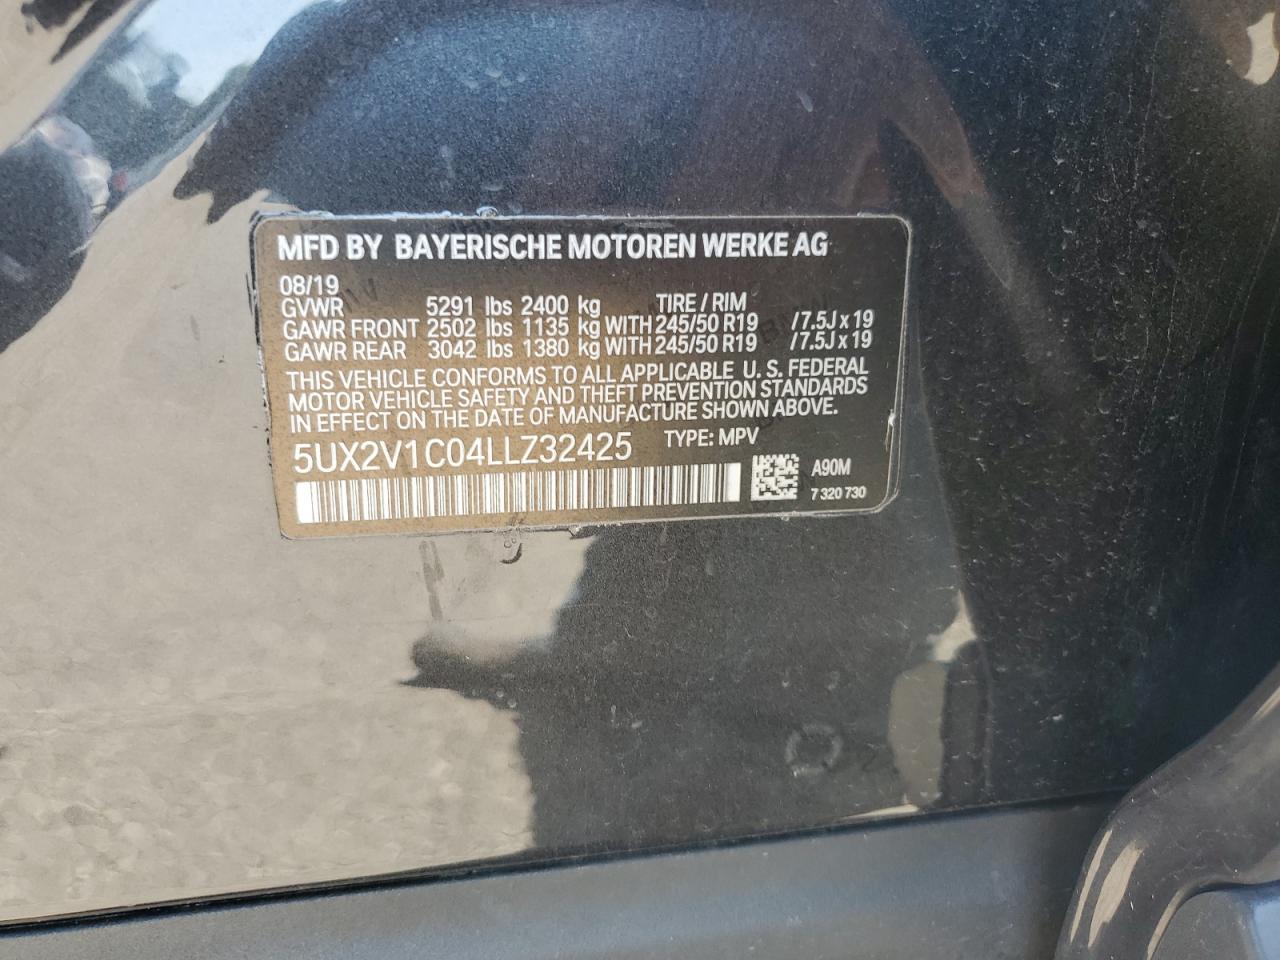 MFD BY BAYERISCHE MOTOREN WERKE AG
08/19
GVWR 5291 lbs 2400 kg TIRE / RIM
GAWR FRONT 2502 lbs 1135 kg WITH 245/50 R19 /7.5J x 19
GAWR REAR 3042 lbs 1380 kg WITH 245/50 R19 /7.5J x 19
THIS VEHICLE CONFORMS TO ALL APPLICABLE U. S. FEDERAL
MOTOR VEHICLE SAFETY AND THEFT PREVENTION STANDARDS
IN EFFECT ON THE DATE OF MANUFACTURE SHOWN ABOVE.
5UX2V1C04LLZ32425 TYPE: MPV
A90M
7 320 730